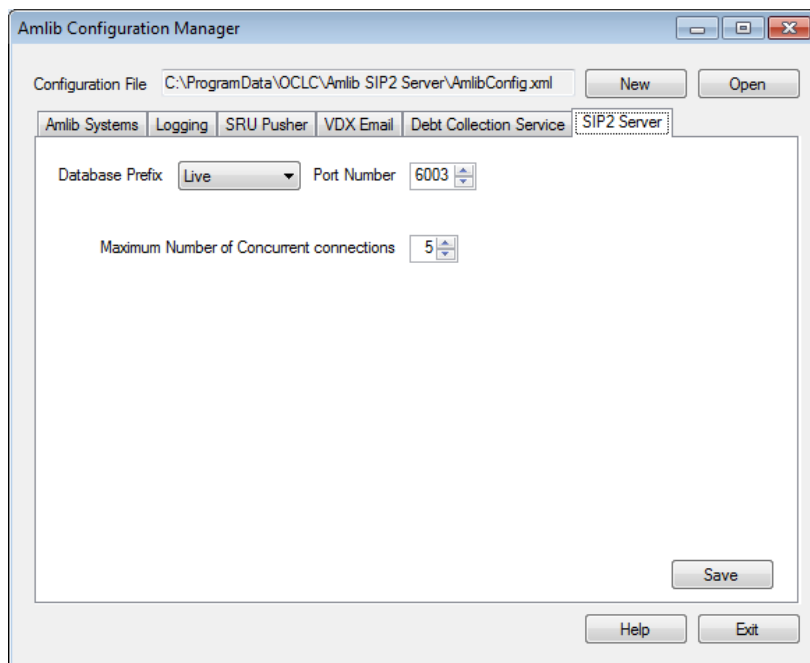 Amlib Configuration Manager
Configuration File C:\ProgramData\OCLC\Amlib SIP2 Server\AmlibConfig.xml New Open
Amlib Systems Logging SRU Pusher VDX Email Debt Collection Service SIP2 Server
Database Prefix Live Port Number 6003
Maximum Number of Concurrent connections 5
Save
Help Exit